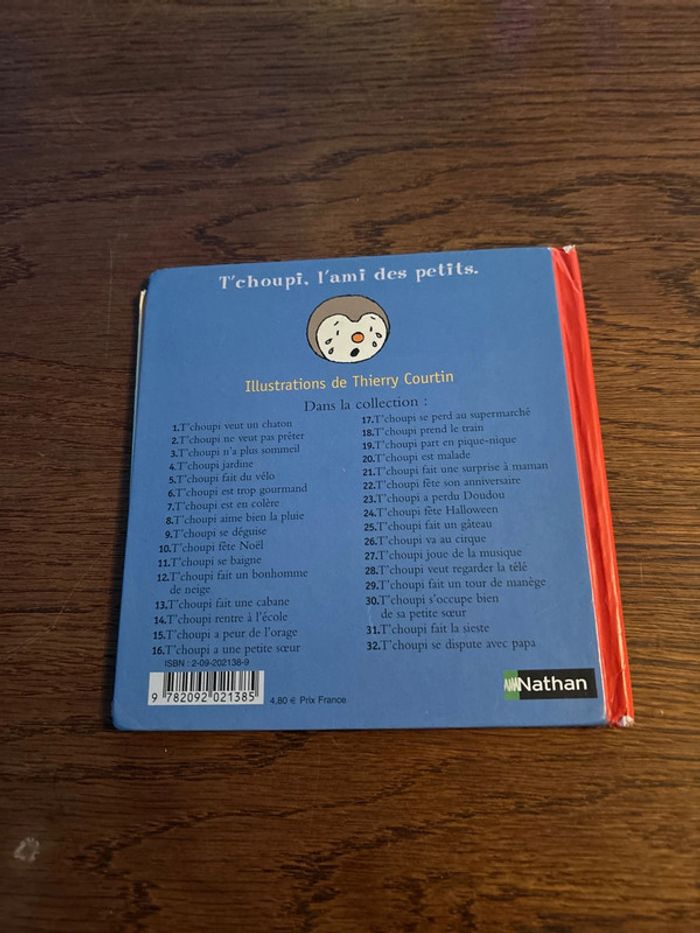 T'choupi, l'ami des petits.
Illustrations de Thierry Courtin
Dans la collection :
1.T'choupi veut un chaton
2.T'choupi ne veut pas prêter
3.T'choupi n'a plus sommeil
4.T'choupi jardine
5.T'choupi fait du vélo
6.T'choupi est trop gourmand
7.T'choupi est en colère
8.T'choupi aime bien la pluie
9.T'choupi se déguise
10.T'choupi fête Noël
11.T'choupi se baigne
12.T'choupi fait un bonhomme
de neige
13.T'choupi fait une cabane
14.T'choupi rentre à l'école
15.T'choupi a peur de l'orage
16.T'choupi a une petite sœur
17.T'choupi se perd au supermarché
18.T'choupi prend le train
19.T'choupi part en pique-nique
20.T'choupi est malade
21.T'choupi fait une surprise à maman
22.T'choupi fête son anniversaire
23.T'choupi a perdu Doudou
24.T'choupi fête Halloween
25.T'choupi fait un gâteau
26.T'choupi va au cirque
27.T'choupi joue de la musique
28.T'choupi veut regarder la télé
29.T'choupi fait un tour de manège
30.T'choupi s'occupe bien
de sa petite sœur
31.T'choupi fait la sieste
32.T'choupi se dispute avec papa
ISBN : 2-09-202138-9
9 782092 021385
4,80 € Prix France
Nathan